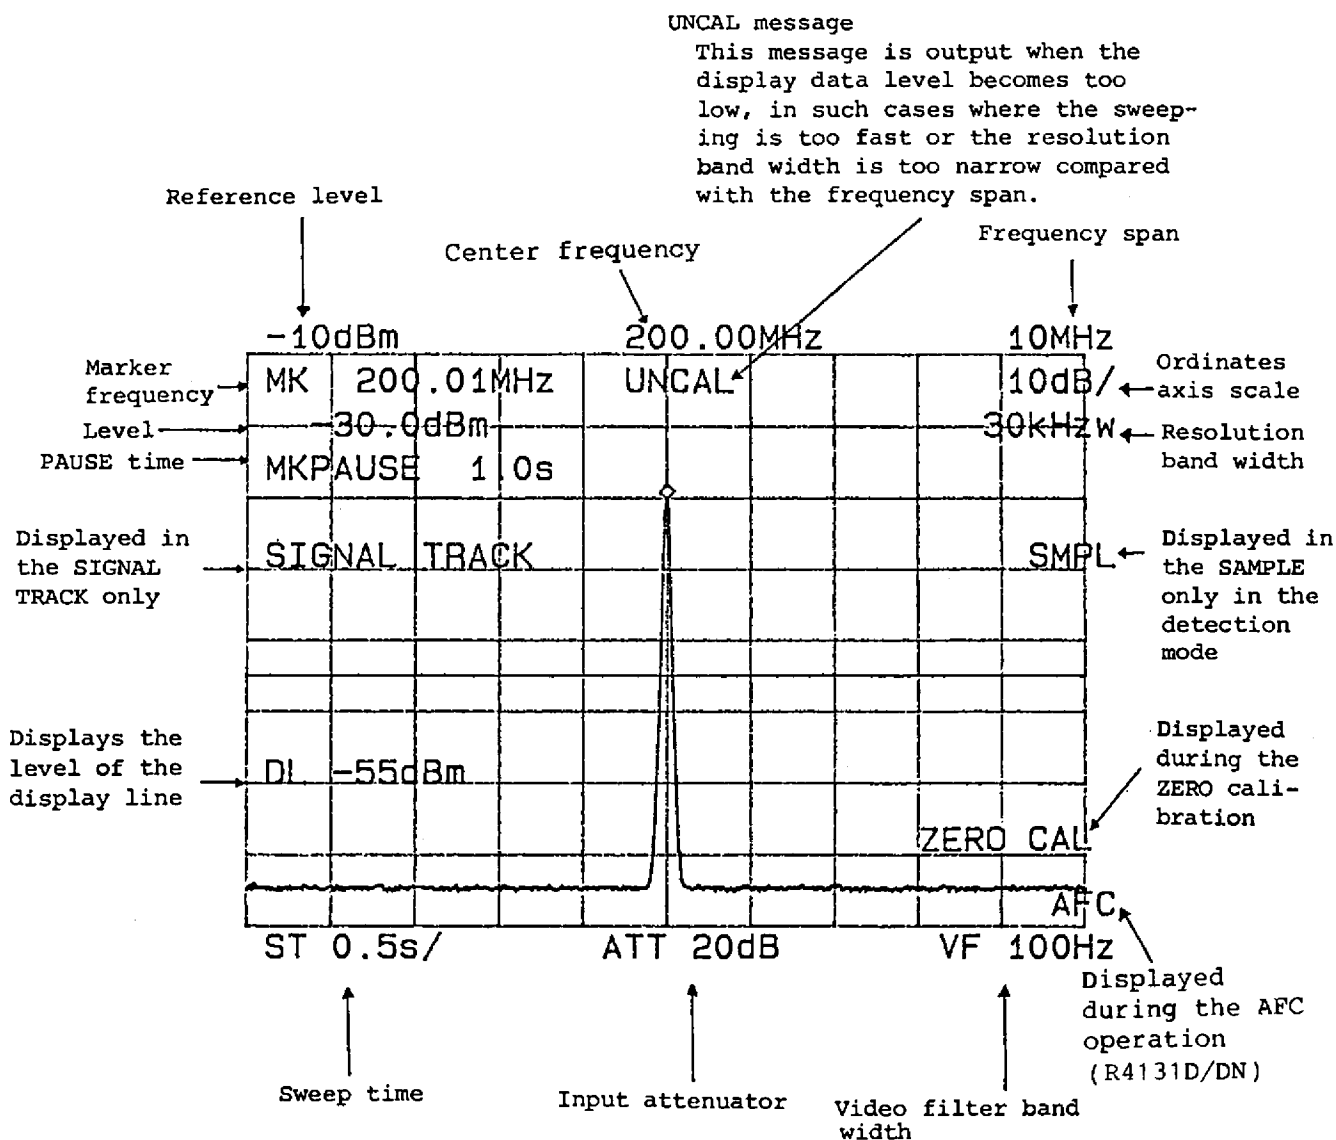 UNCAL message
This message is output when the
display data level becomes too
low, in such cases where the sweep-
ing is too fast or the resolution
band width is too narrow compared
with the frequency span.
Reference level
Center frequency
Frequency span
-10dBm
200.00MHz
10MHz
Marker
frequency
MK 200.01MHz
UNCAL
10dB/
Ordinates
axis scale
Level
-30.0dBm
30kHzW
Resolution
band width
PAUSE time
MKPAUSE 1.0s
Displayed in
the SIGNAL
TRACK only
SIGNAL TRACK
SMPL
Displayed in
the SAMPLE
only in the
detection
mode
Displays the
level of the
display line
DL -55dBm
Displayed
during the
ZERO cali-
bration
ZERO CAL
AFC
ST 0.5s/
ATT 20dB
VF 100Hz
Displayed
during the AFC
operation
(R4131D/DN)
Sweep time
Input attenuator
Video filter band
width